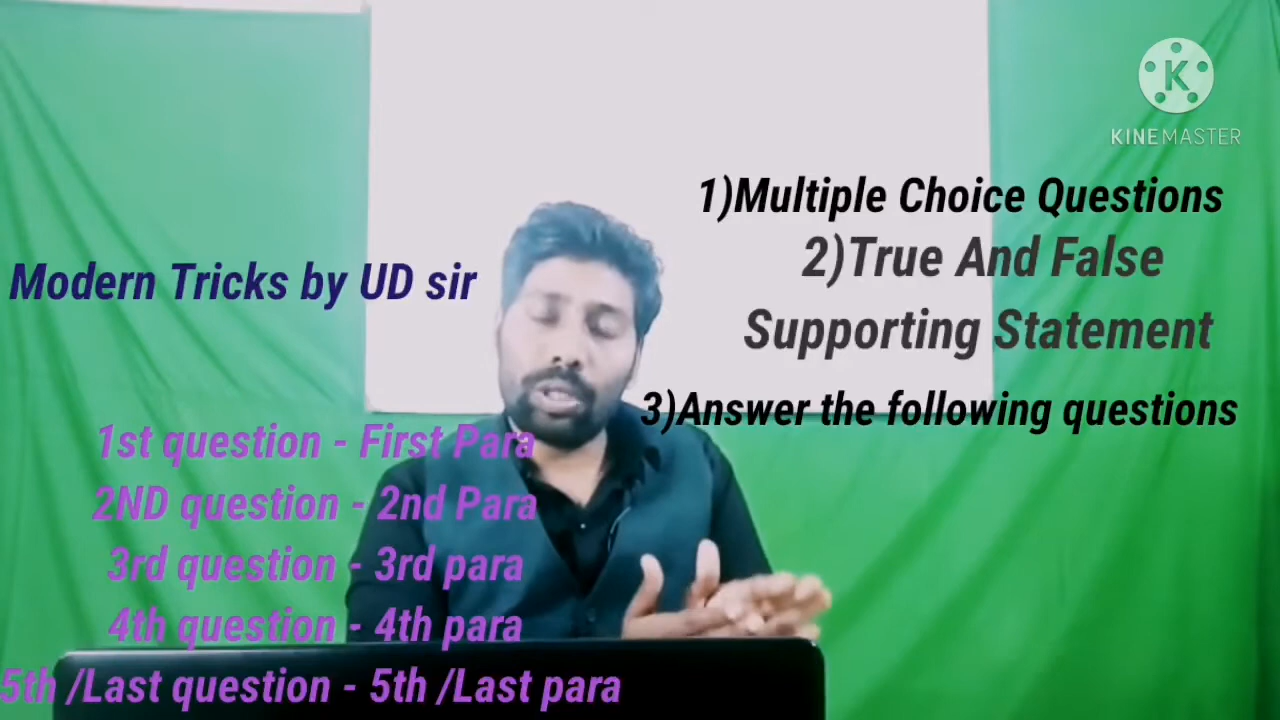 K
KINEMASTER
1)Multiple Choice Questions
2)True And False
Supporting Statement
3)Answer the following questions
Modern Tricks by UD sir
1st question - First Para
2ND question - 2nd Para
3rd question - 3rd para
4th question - 4th para
5th /Last question - 5th /Last para